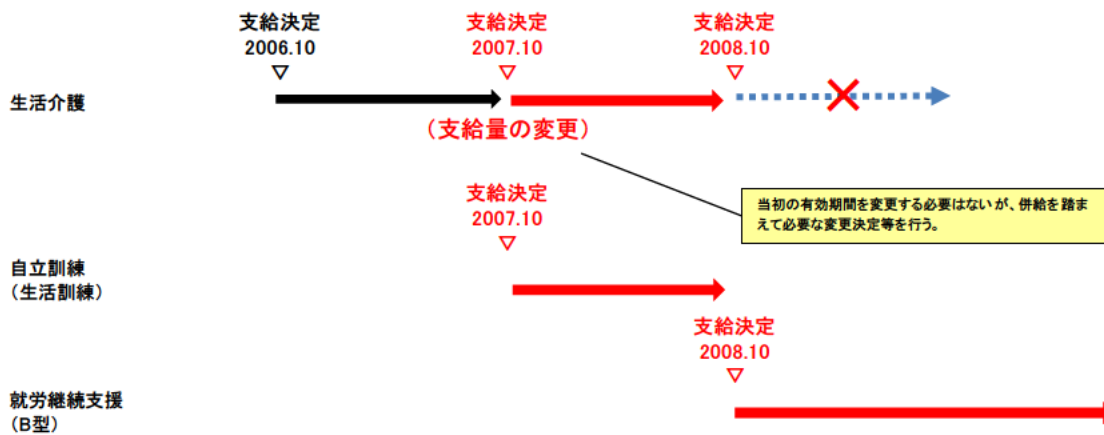 支給決定
2006.10
▽
支給決定
2007.10
▽
支給決定
2008.10
▽
生活介護
（支給量の変更）
当初の有効期間を変更する必要はないが、併給を踏ま
えて必要な変更決定等を行う。
支給決定
2007.10
▽
自立訓練
（生活訓練）
支給決定
2008.10
▽
就労継続支援
（B型）